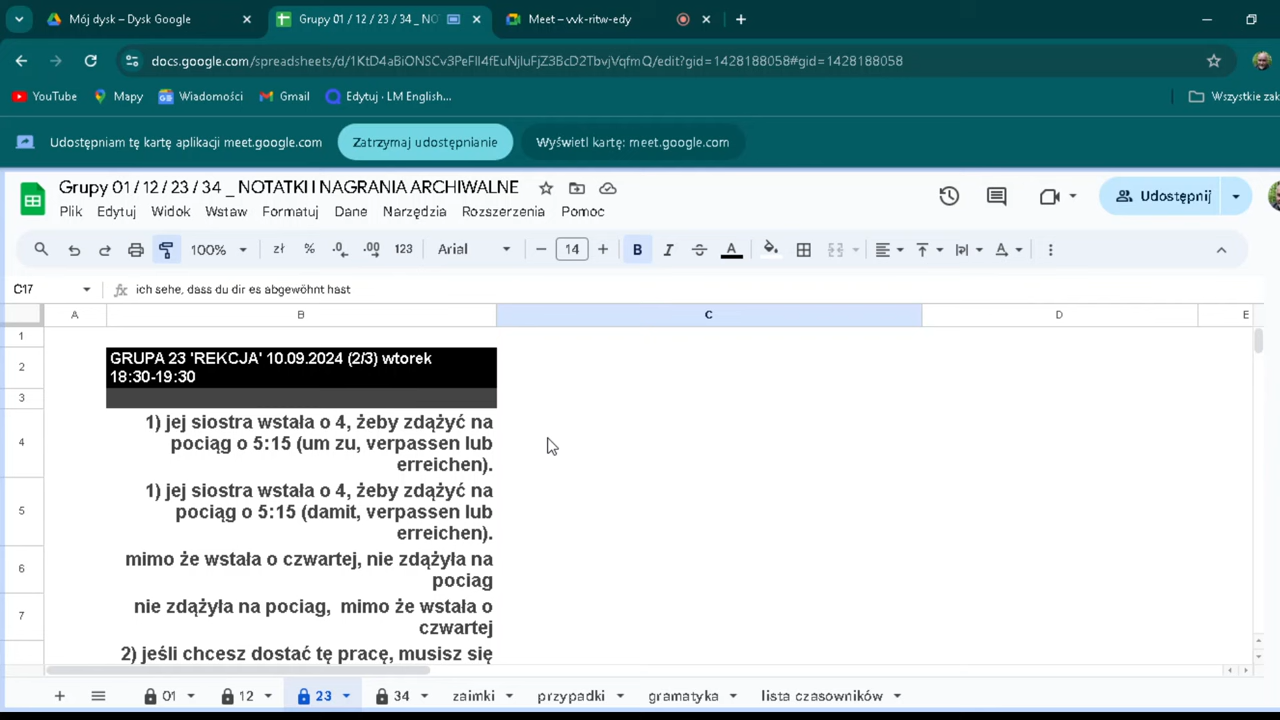 Mój dysk – Dysk Google
Grupy 01 / 12 / 23 / 34 _ NO
Meet – vvk-ritw-edy
docs.google.com/spreadsheets/d/1KtD4aBiONSCv3PeFIl4fEuNjluFjZ3BcD2TbvjVqfmQ/edit?gid=1428188058#gid=1428188058
YouTube
Mapy
Wiadomości
Gmail
Edytuj · LM English...
Wszystkie zak
Udostępniam tę kartę aplikacji meet.google.com
Zatrzymaj udostępnianie
Wyświetl kartę: meet.google.com
Grupy 01 / 12 / 23 / 34 _ NOTATKI I NAGRANIA ARCHIWALNE
Plik Edytuj Widok Wstaw Formatuj Dane Narzędzia Rozszerzenia Pomoc
Udostępnij
100% zł % .0 .00 123 Arial 14 B I S A
C17 fx ich sehe, dass du dir es abgewöhnt hast
A B C D E
1
2
GRUPA 23 'REKCJA' 10.09.2024 (2/3) wtorek
18:30-19:30
3
4
1) jej siostra wstała o 4, żeby zdążyć na
pociąg o 5:15 (um zu, verpassen lub
erreichen).
5
1) jej siostra wstała o 4, żeby zdążyć na
pociąg o 5:15 (damit, verpassen lub
erreichen).
6
mimo że wstała o czwartej, nie zdążyła na
pociag
7
nie zdążyła na pociag,  mimo że wstała o
czwartej
2) jeśli chcesz dostać tę pracę, musisz się
01 12 23 34 zaimki przypadki gramatyka lista czasowników